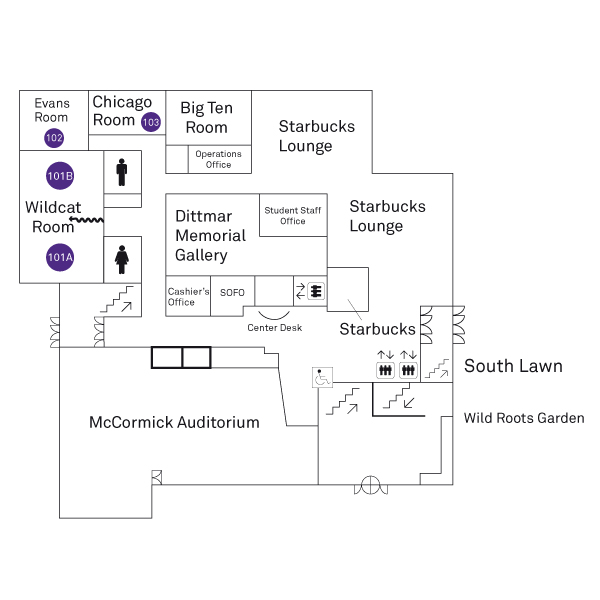 Evans
Room
102
Chicago
Room 103
Big Ten
Room
Operations
Office
Starbucks
Lounge
101B
Wildcat
Room
101A
Dittmar
Memorial
Gallery
Student Staff
Office
Starbucks
Lounge
Cashier's
Office
SOFO
Center Desk
Starbucks
South Lawn
McCormick Auditorium
Wild Roots Garden